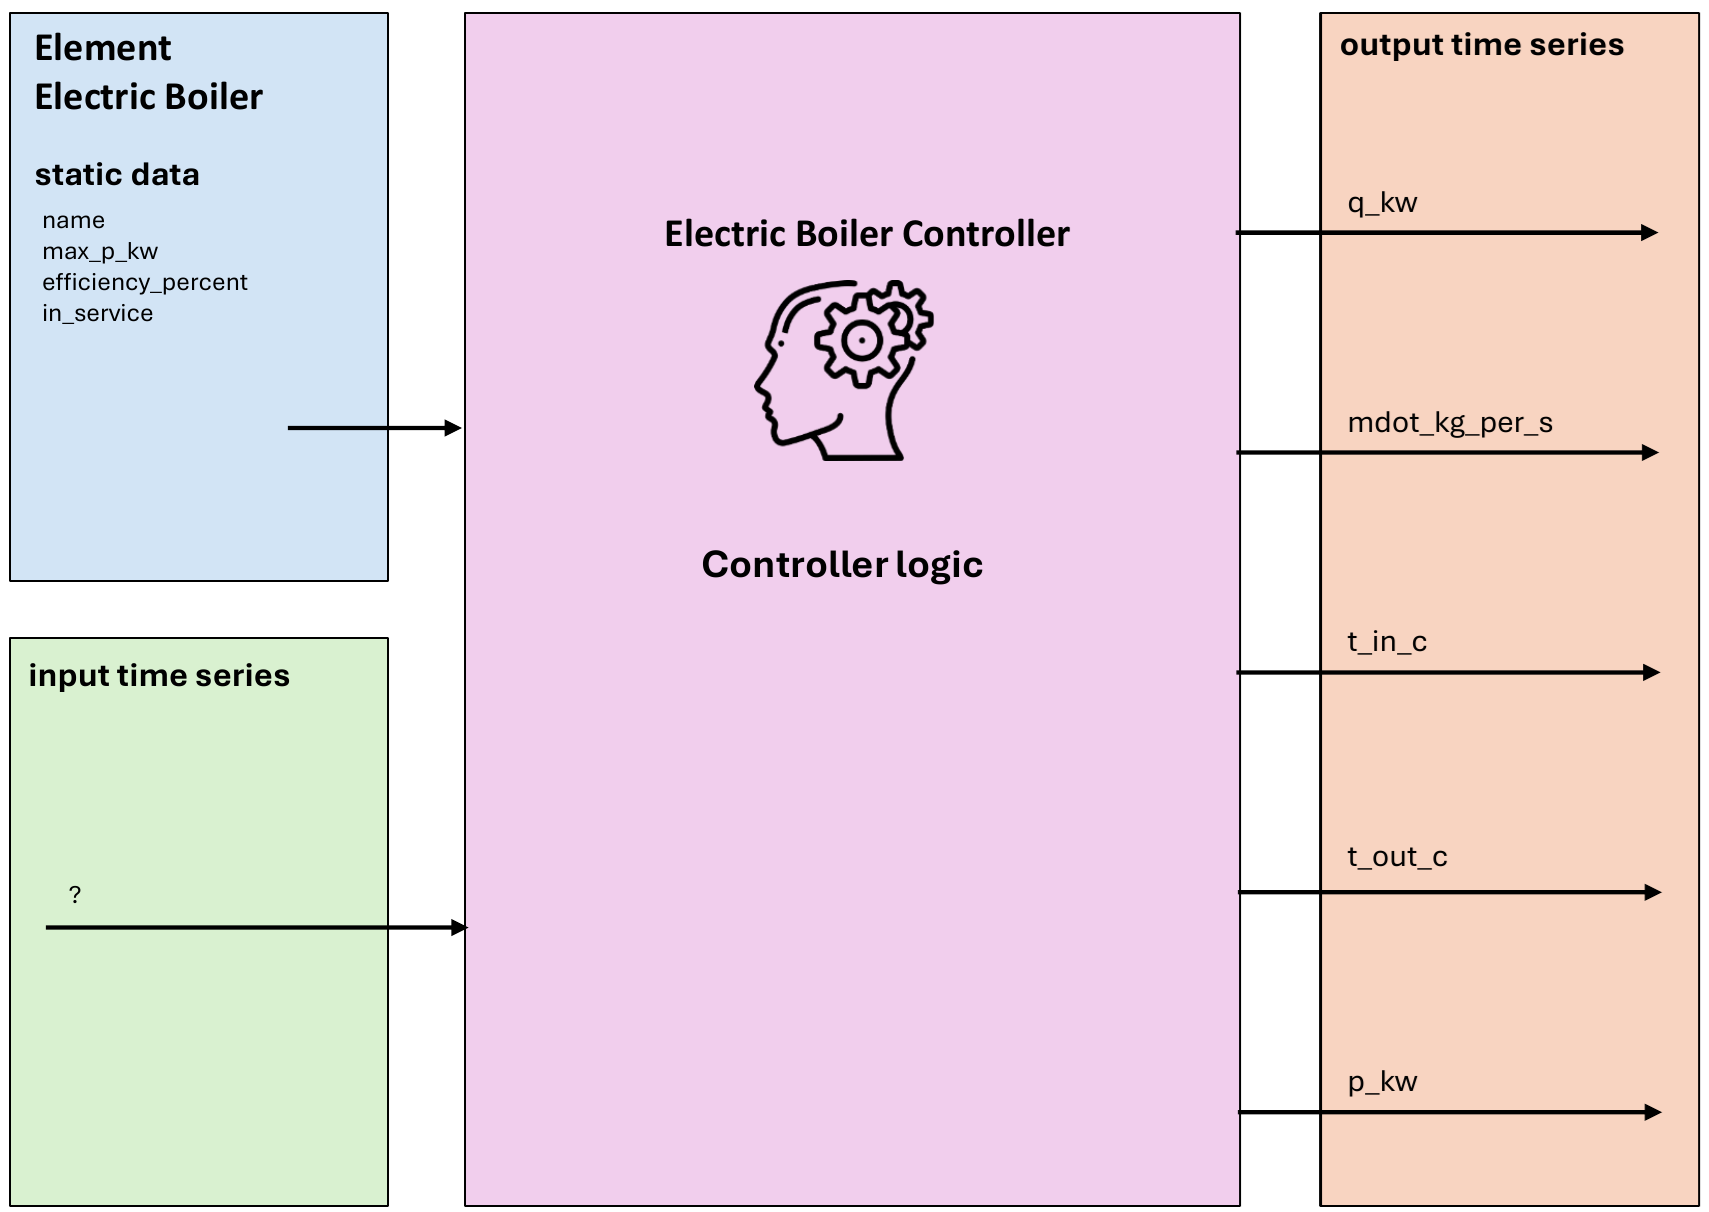 Element
Electric Boiler
static data
name
max_p_kw
efficiency_percent
in_service
input time series
?
Electric Boiler Controller
Controller logic
output time series
q_kw
mdot_kg_per_s
t_in_c
t_out_c
p_kw